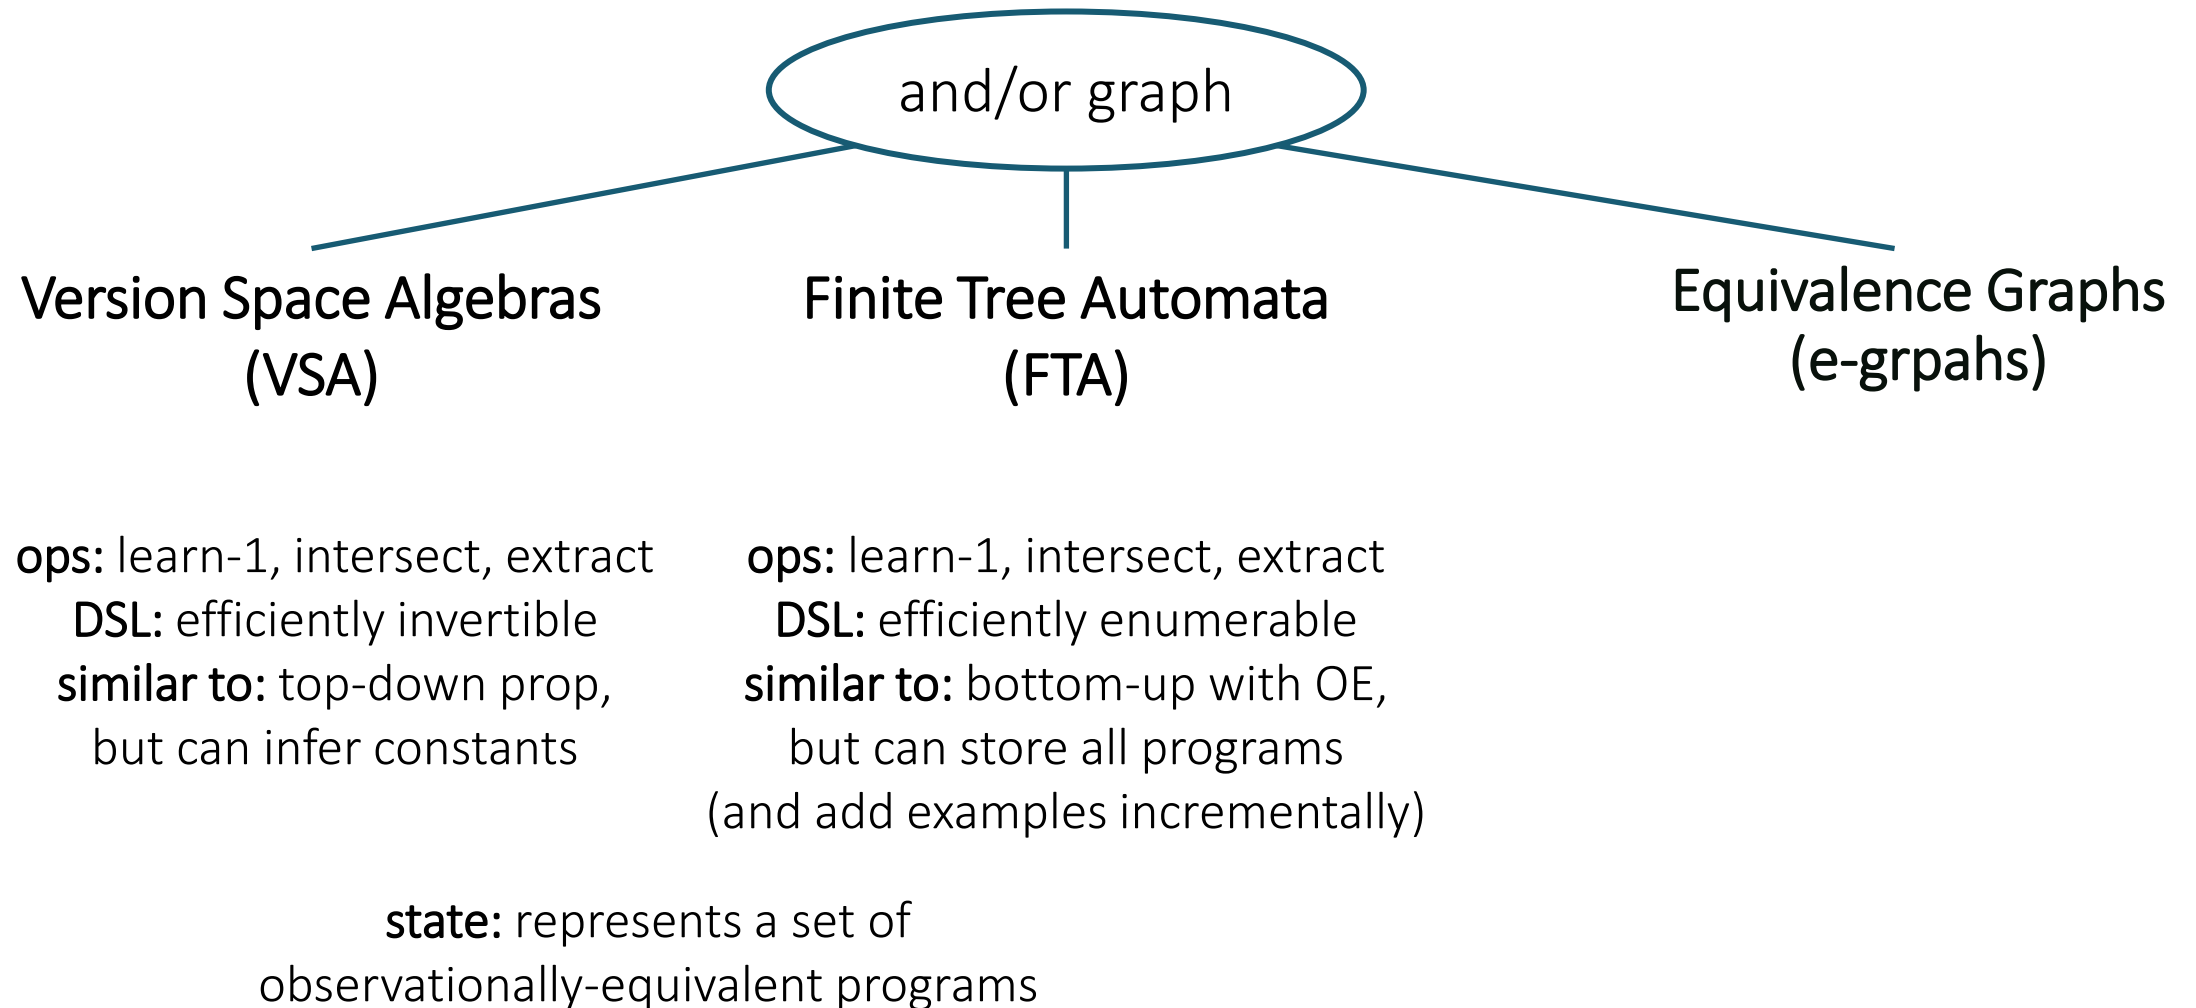 and/or graph
Version Space Algebras
(VSA)
Finite Tree Automata
(FTA)
Equivalence Graphs
(e-grpahs)
ops: learn-1, intersect, extract
DSL: efficiently invertible
similar to: top-down prop,
but can infer constants
ops: learn-1, intersect, extract
DSL: efficiently enumerable
similar to: bottom-up with OE,
but can store all programs
(and add examples incrementally)
state: represents a set of
observationally-equivalent programs